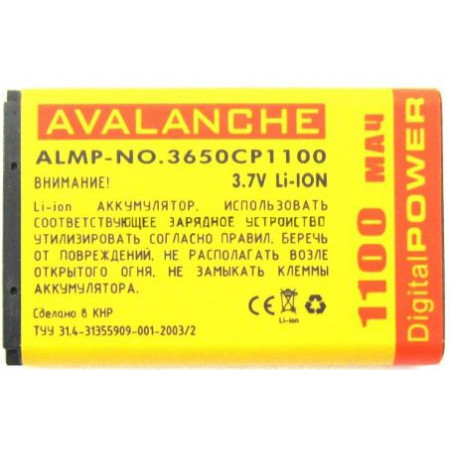 AVALANCHE
ALMP-NO.3650CP1100
3.7V Li-ION
ВНИМАНИЕ!
Li-ion АККУМУЛЯТОР. ИСПОЛЬЗОВАТЬ
СООТВЕТСТВУЮЩЕЕ ЗАРЯДНОЕ УСТРОЙСТВО
УТИЛИЗИРОВАТЬ СОГЛАСНО ПРАВИЛ. БЕРЕЧЬ
ОТ ПОВРЕЖДЕНИЙ, НЕ РАЗБИРАТЬ ВОЗЛЕ
ОТКРЫТОГО ОГНЯ, НЕ ЗАМЫКАТЬ КЛЕММЫ
АККУМУЛЯТОРА.
Сделано в КНР
ТУУ 31.4-31355909-001-2003/2
CE
Li-ion
1100 МАЧ
DigitalPOWER